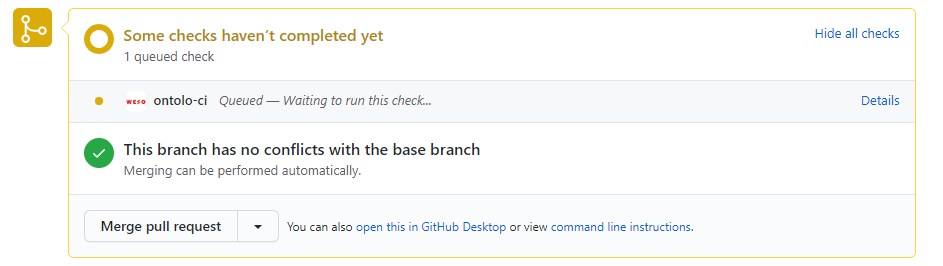 Some checks haven't completed yet
Hide all checks
1 queued check
WESO ontolo-ci Queued — Waiting to run this check...
Details
This branch has no conflicts with the base branch
Merging can be performed automatically.
Merge pull request
You can also open this in GitHub Desktop or view command line instructions.